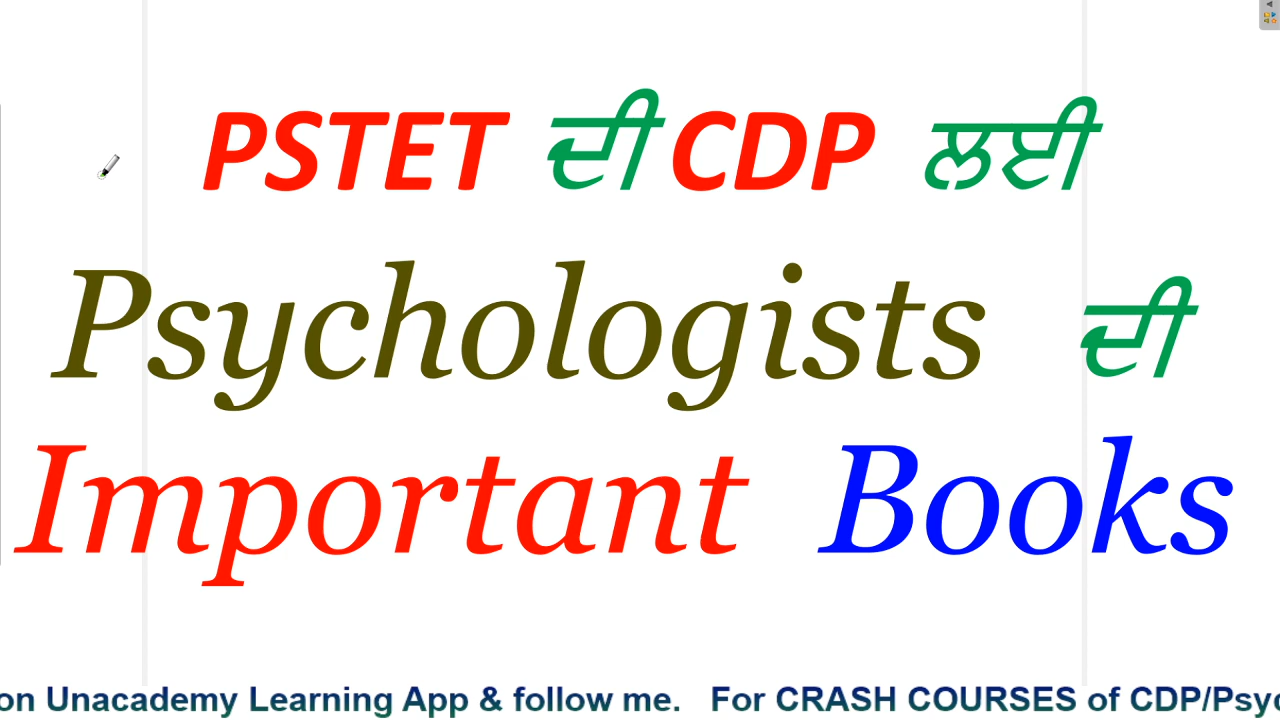 PSTET ਦੀ CDP ਲਈ
Psychologists ਦੀ
Important Books
on Unacademy Learning App & follow me. For CRASH COURSES of CDP/Psyc